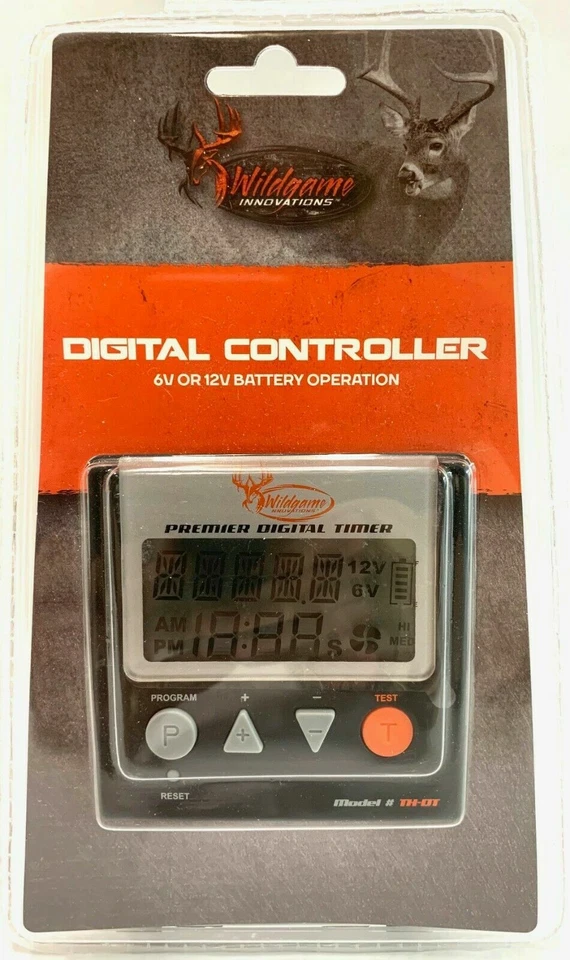 Wildgame
INNOVATIONS™
DIGITAL CONTROLLER
6V OR 12V BATTERY OPERATION
Wildgame
INNOVATIONS
PREMIER DIGITAL TIMER
12V
6V
AM
PM
S
HI
MED
PROGRAM + - TEST
P + - T
RESET
Model # TH-DT